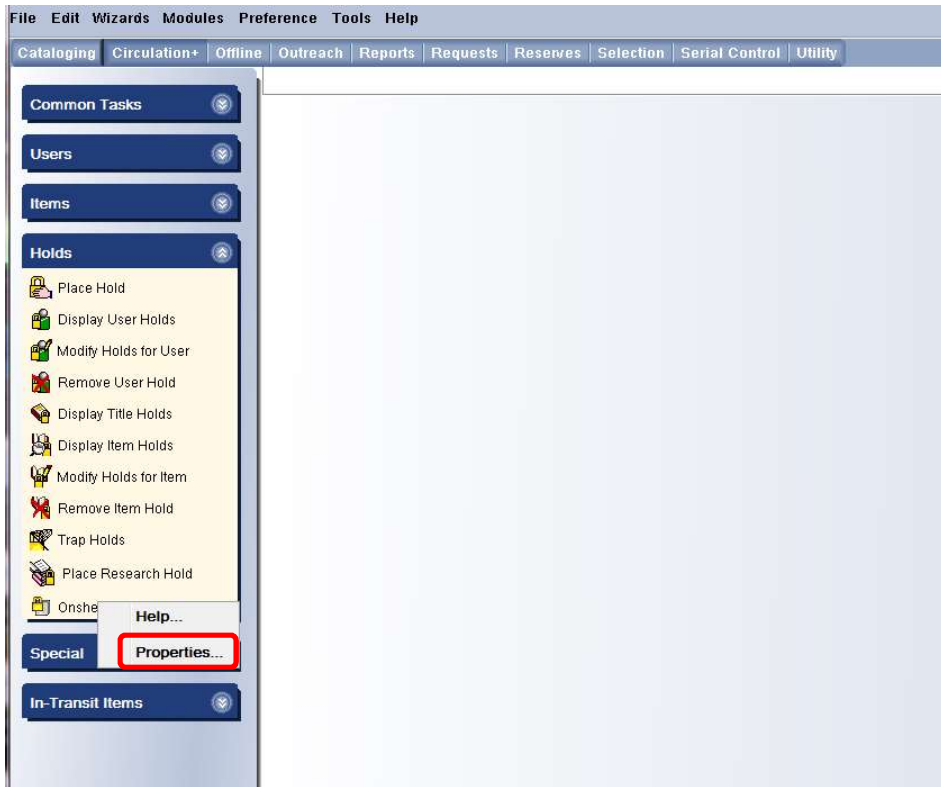 File Edit Wizards Modules Preference Tools Help
Cataloging Circulation+ Offline Outreach Reports Requests Reserves Selection Serial Control Utility
Common Tasks
Users
Items
Holds
Place Hold
Display User Holds
Modify Holds for User
Remove User Hold
Display Title Holds
Display Item Holds
Modify Holds for Item
Remove Item Hold
Trap Holds
Place Research Hold
Onshe
Help...
Special
Properties...
In-Transit Items